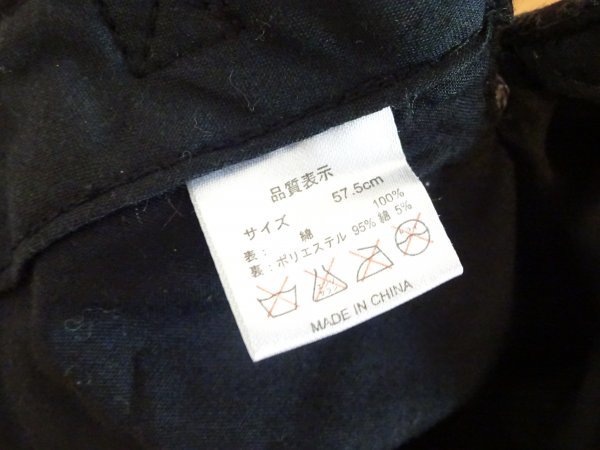 品質表示
サイズ 57.5cm
表: 綿 100%
裏:ポリエステル 95% 綿 5%
MADE IN CHINA